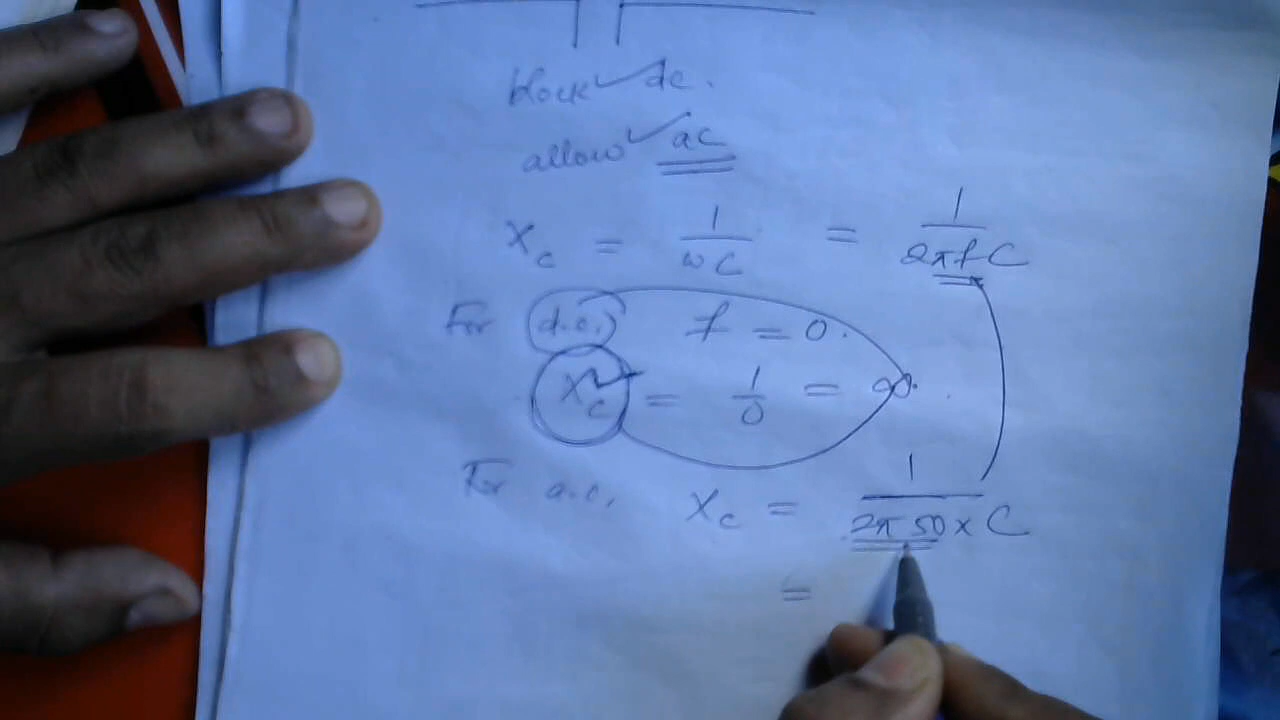 block dc.
allow ac
Xc = 1/ωC = 1/2πfC
For d.c. f = 0.
Xc = 1/0 = ∞.
For a.c. Xc = 1/2π 50 x C
=